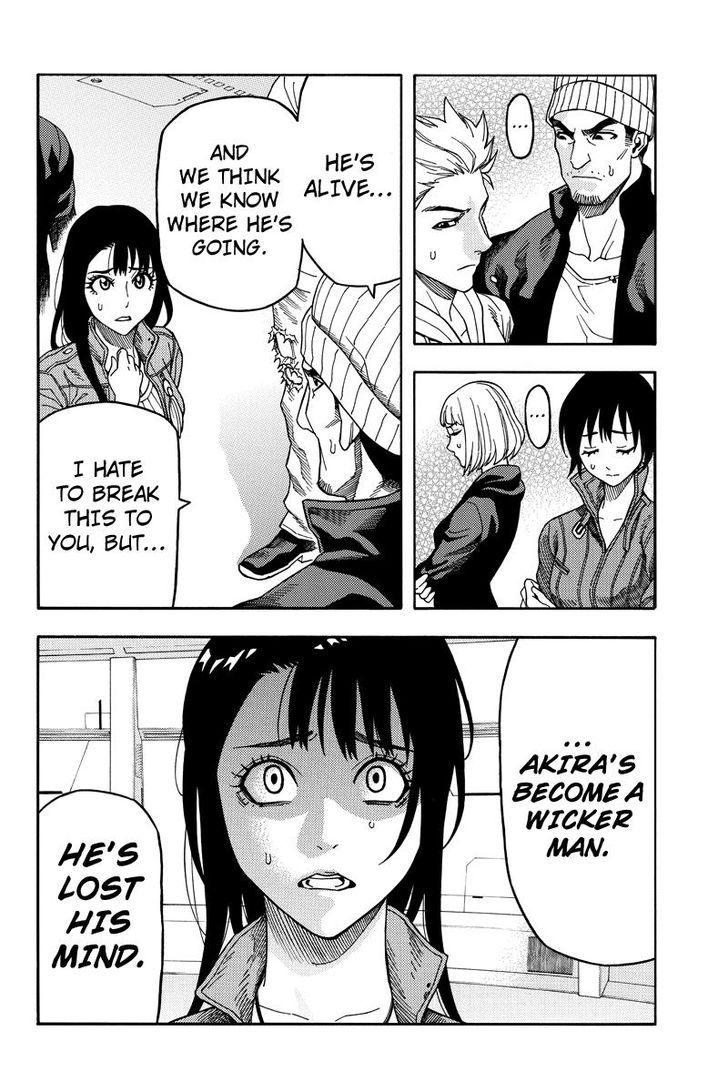 ...
...
HE'S
ALIVE...
AND
WE THINK
WE KNOW
WHERE HE'S
GOING.
I HATE
TO BREAK
THIS TO
YOU, BUT...
...
AKIRA'S
BECOME A
WICKER
MAN.
HE'S
LOST
HIS
MIND.